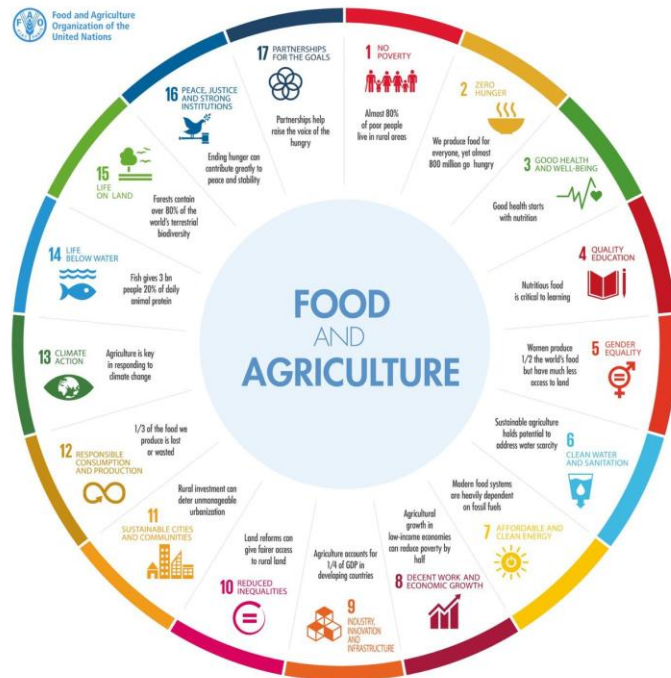 Food and Agriculture
Organization of the
United Nations
FOOD
AND
AGRICULTURE
1 NO
POVERTY
Almost 80%
of poor people
live in rural areas
2 ZERO
HUNGER
We produce food for
everyone, yet almost
800 million go hungry
3 GOOD HEALTH
AND WELL-BEING
Good health starts
with nutrition
4 QUALITY
EDUCATION
Nutritious food
is critical to learning
5 GENDER
EQUALITY
Women produce
1/2 the world's food
but have much less
access to land
6
CLEAN WATER
AND SANITATION
Sustainable agriculture
holds potential to
address water scarcity
7 AFFORDABLE AND
CLEAN ENERGY
Modern food systems
are heavily dependent
on fossil fuels
8 DECENT WORK AND
ECONOMIC GROWTH
Agricultural
growth in
low-income economies
can reduce poverty by
half
9
INDUSTRY,
INNOVATION
AND
INFRASTRUCTURE
Agriculture accounts for
1/4 of GDP in
developing countries
10 REDUCED
INEQUALITIES
Land reforms can
give fairer access
to rural land
11
SUSTAINABLE CITIES
AND COMMUNITIES
Rural investment can
deter unmanageable
urbanization
12 RESPONSIBLE
CONSUMPTION
AND PRODUCTION
1/3 of the food we
produce is lost
or wasted
13 CLIMATE
ACTION
Agriculture is key
in responding to
climate change
14 LIFE
BELOW WATER
Fish gives 3 bn
people 20% of daily
animal protein
15
LIFE
ON LAND
Forests contain
over 80% of the
world's terrestrial
biodiversity
16 PEACE, JUSTICE
AND STRONG
INSTITUTIONS
Ending hunger can
contribute greatly to
peace and stability
17 PARTNERSHIPS
FOR THE GOALS
Partnerships help
raise the voice of the
hungry